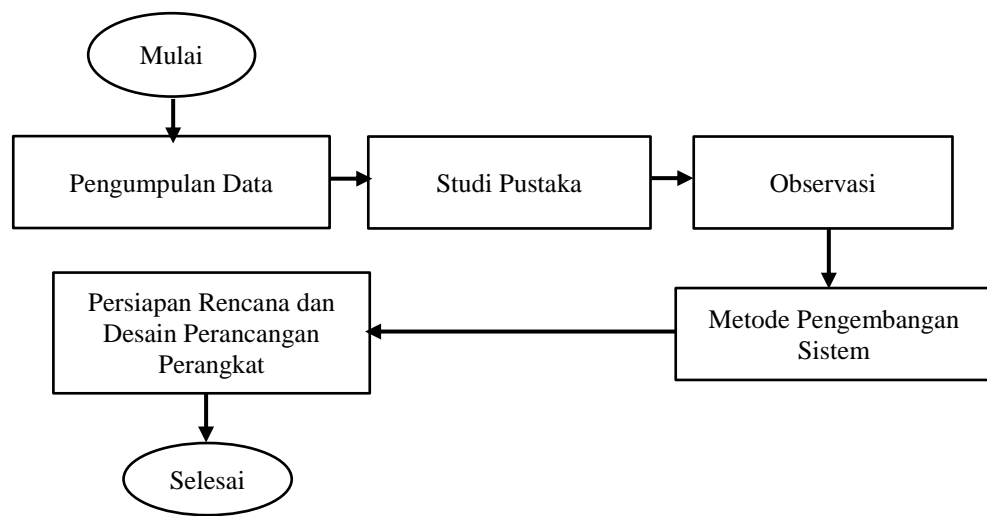 Mulai
Pengumpulan Data
Studi Pustaka
Observasi
Metode Pengembangan
Sistem
Persiapan Rencana dan
Desain Perancangan
Perangkat
Selesai